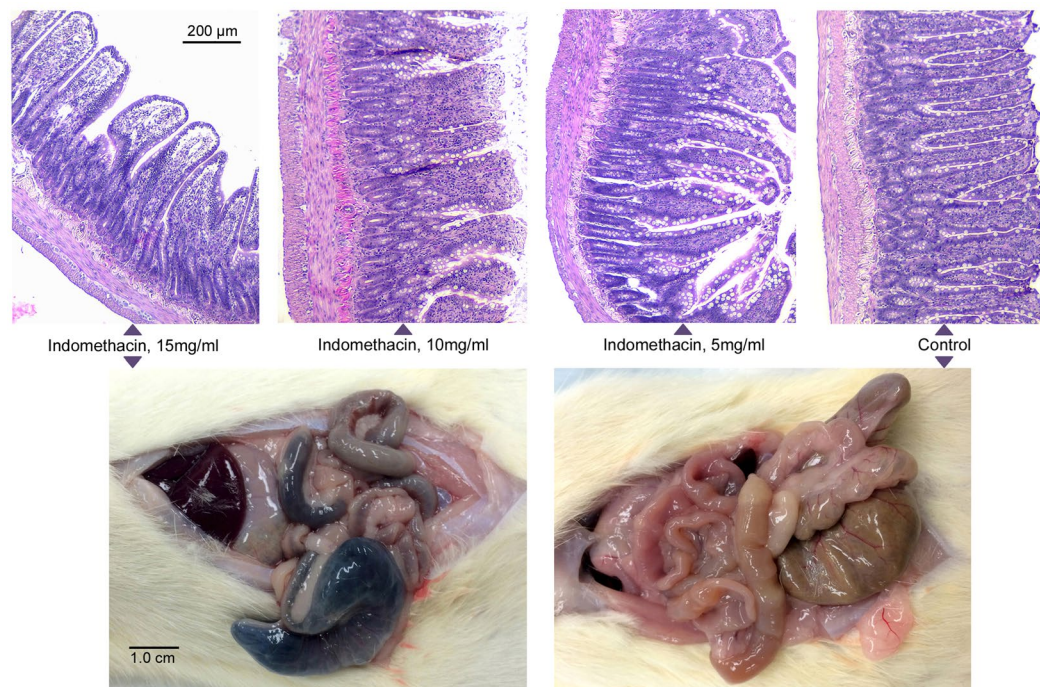 200 µm
Indomethacin, 15mg/ml
Indomethacin, 10mg/ml
Indomethacin, 5mg/ml
Control
1.0 cm